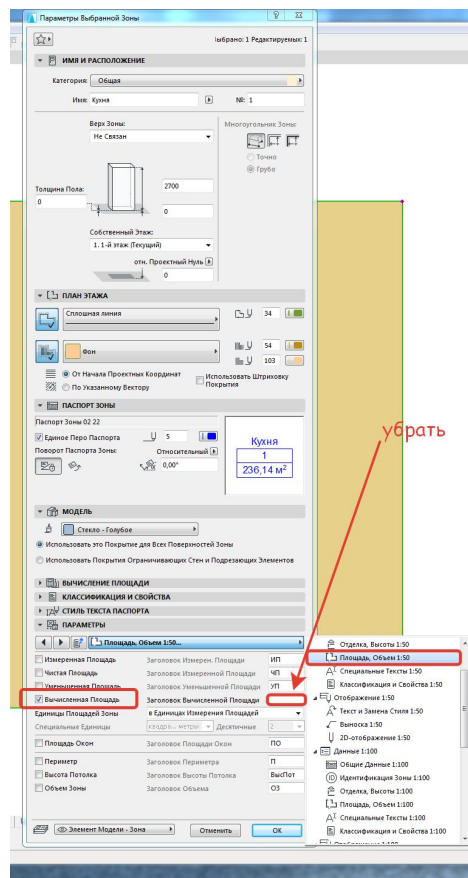 Параметры Выбранной Зоны
Выбрано: 1 Редактируемых: 1
ИМЯ И РАСПОЛОЖЕНИЕ
Категория: Общая
Имя: Кухня №: 1
Верх Зоны: Многоугольник Зоны:
Не Связан
Точно
Грубо
Толщина Пола: 2700
0
0
Собственный Этаж:
1. 1-й этаж (Текущий)
отн. Проектный Нуль
0
ПЛАН ЭТАЖА
Сплошная линия 34
Фон 54
103
От Начала Проектных Координат
По Указанному Вектору
Использовать Штриховку Покрытия
ПАСПОРТ ЗОНЫ
Паспорт Зоны 02 22
Единое Перо Паспорта 5
Поворот Паспорта Зоны: Относительный
0,00°
Кухня
1
236,14 м²
убрать
МОДЕЛЬ
Стекло - Голубое
Использовать это Покрытие для Всех Поверхностей Зоны
Использовать Покрытия Ограничивающих Стен и Подрезающих Элементов
ВЫЧИСЛЕНИЕ ПЛОЩАДИ
КЛАССИФИКАЦИЯ И СВОЙСТВА
СТИЛЬ ТЕКСТА ПАСПОРТА
ПАРАМЕТРЫ
Площадь, Объем 1:50...
Измеренная Площадь Заголовок Измерен. Площади ИП
Чистая Площадь Заголовок Измеренной Площади ЧП
Уменьшенная Площадь Заголовок Уменьшенной Площади УП
Вычисленная Площадь Заголовок Вычисленной Площади
Единицы Площадей Зоны в Единицах Измерения Площадей
Специальные Единицы квадрн... метры Десятичные 2
Площадь Окон Заголовок Площади Окон ПО
Периметр Заголовок Периметра П
Высота Потолка Заголовок Высоты Потолка ВысПот
Объем Зоны Заголовок Объема ОЗ
Элемент Модели - Зона Отменить OK
Отделка, Высоты 1:50
Площадь, Объем 1:50
Специальные Тексты 1:50
Классификация и Свойства 1:50
Отображение 1:50
Текст и Замена Стиля 1:50
Выноска 1:50
2D-отображение 1:50
Данные 1:100
Общие Данные 1:100
Идентификация Зоны 1:100
Отделка, Высоты 1:100
Площадь, Объем 1:100
Специальные Тексты 1:100
Классификация и Свойства 1:100
Отображение 1:100